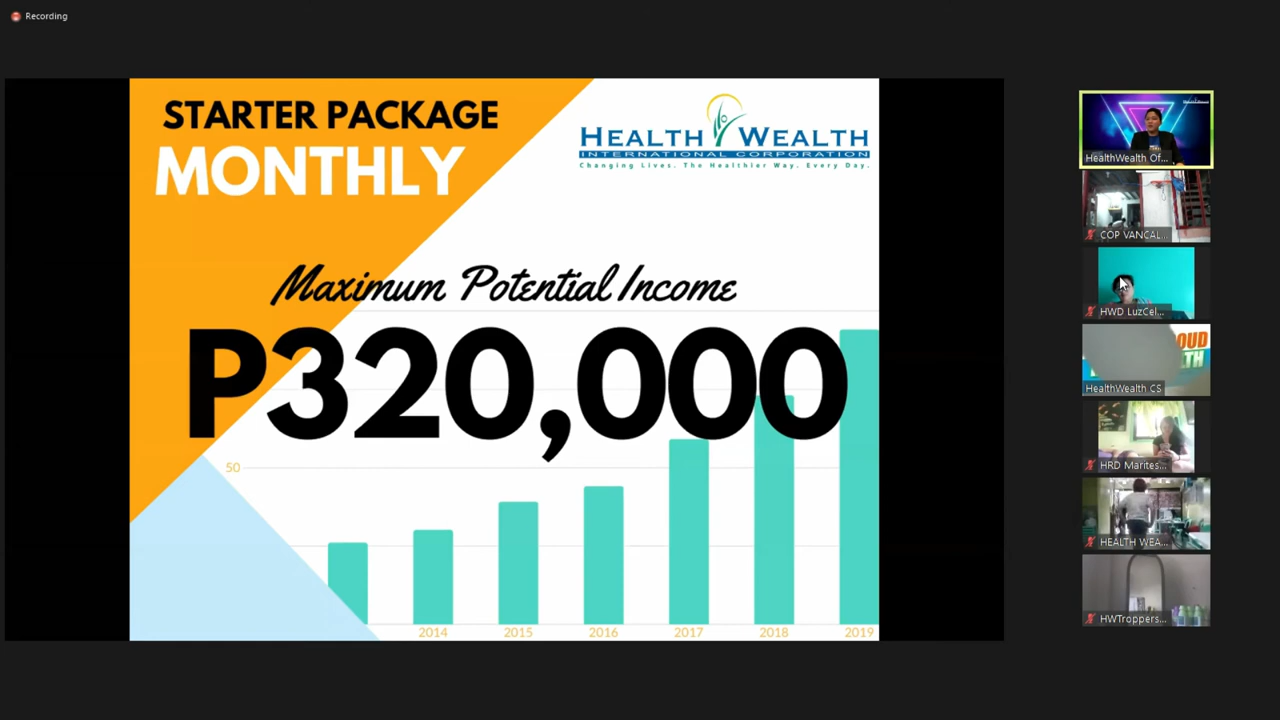 Recording
STARTER PACKAGE
MONTHLY
HEALTH WEALTH
INTERNATIONAL CORPORATION
Changing Lives. The Healthier Way. Every Day.
Maximum Potential Income
P320,000
50
2014 2015 2016 2017 2018 2019
HealthWealth Of...
COP VANCAL...
HWD LuzCel...
OUD
TH
HealthWealth CS
HRD Marites...
HEALTH WEA...
HWTroppers...